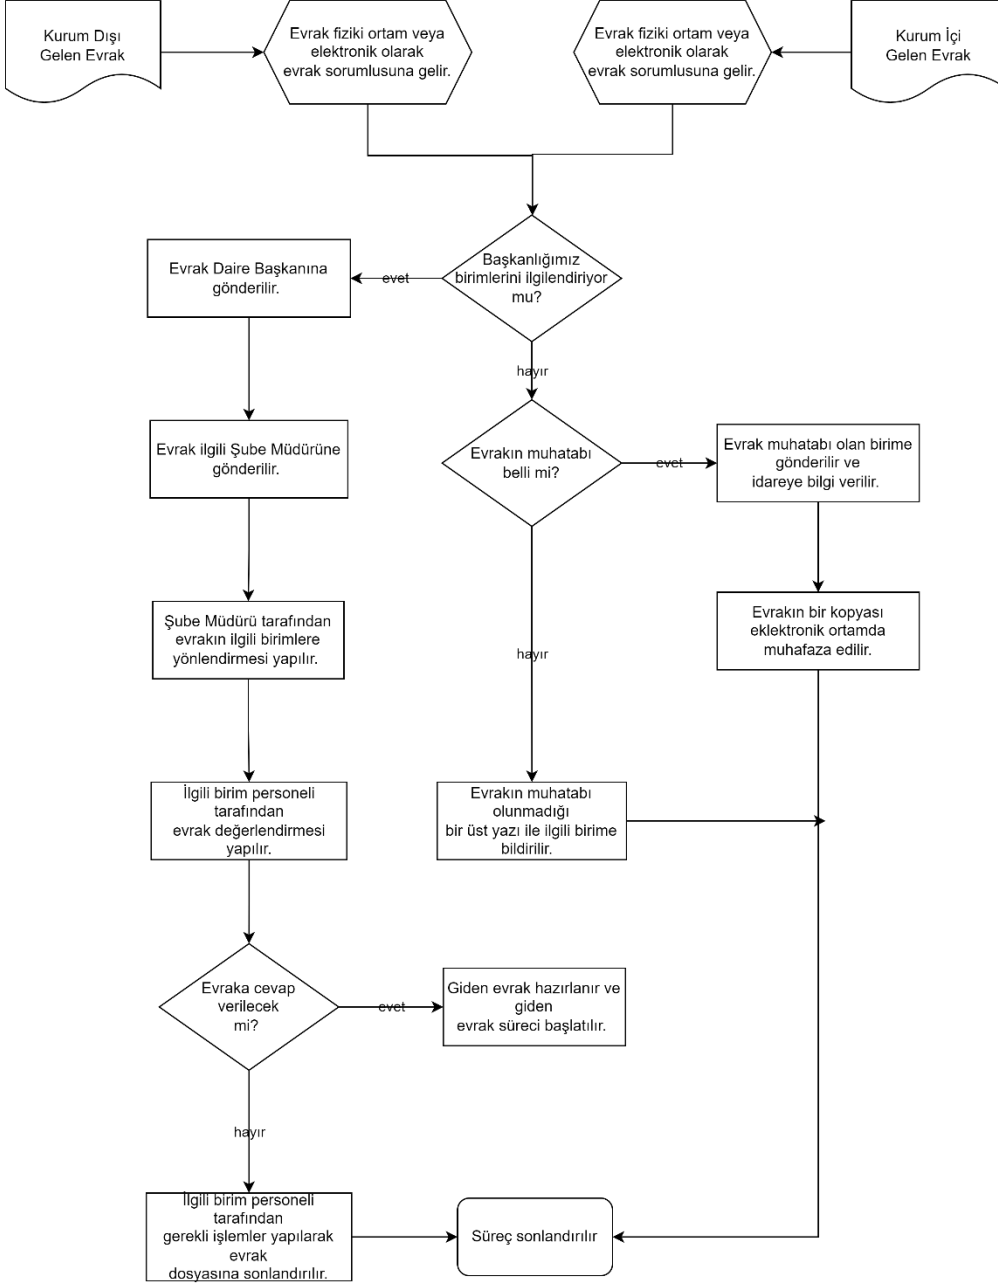 Kurum Dışı
Gelen Evrak
Evrak fiziki ortam veya
elektronik olarak
evrak sorumlusuna gelir.
Evrak fiziki ortam veya
elektronik olarak
evrak sorumlusuna gelir.
Kurum İçi
Gelen Evrak
Başkanlığımız
birimlerini ilgilendiriyor
mu?
evet
Evrak Daire Başkanına
gönderilir.
hayır
Evrak ilgili Şube Müdürüne
gönderilir.
Evrakın muhatabı
belli mi?
evet
Evrak muhatabı olan birime
gönderilir ve
idareye bilgi verilir.
Şube Müdürü tarafından
evrakın ilgili birimlere
yönlendirmesi yapılır.
hayır
Evrakın bir kopyası
eklektronik ortamda
muhafaza edilir.
İlgili birim personeli
tarafından
evrak değerlendirmesi
yapılır.
Evrakın muhatabı
olunmadığı
bir üst yazı ile ilgili birime
bildirilir.
Evraka cevap
verilecek
mi?
evet
Giden evrak hazırlanır ve
giden
evrak süreci başlatılır.
hayır
İlgili birim personeli
tarafından
gerekli işlemler yapılarak
evrak
dosyasına sonlandırılır.
Süreç sonlandırılır